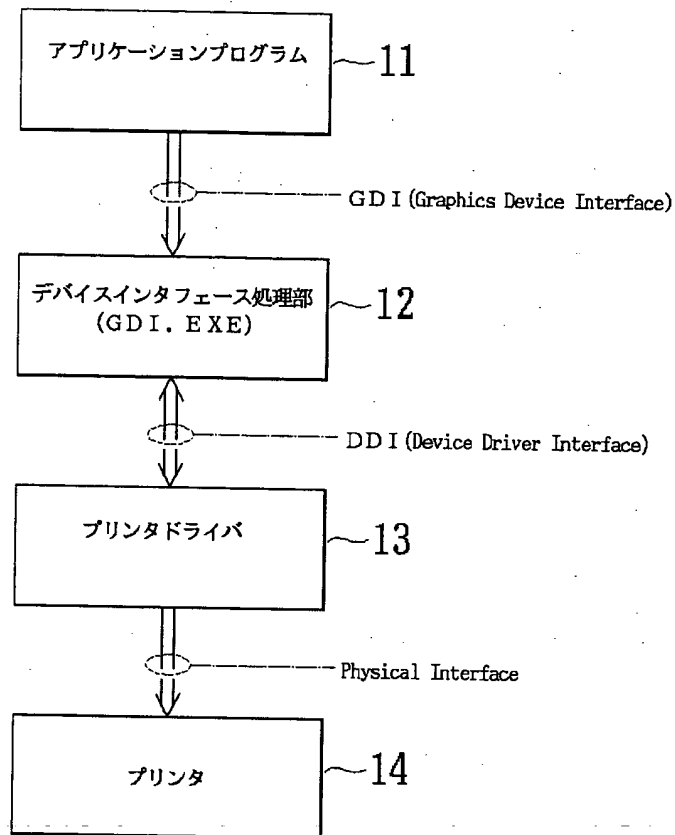 アプリケーションプログラム
11
GDI(Graphics Device Interface)
デバイスインタフェース処理部
(GDI. EXE)
12
DDI(Device Driver Interface)
プリンタドライバ
13
Physical Interface
プリンタ
14